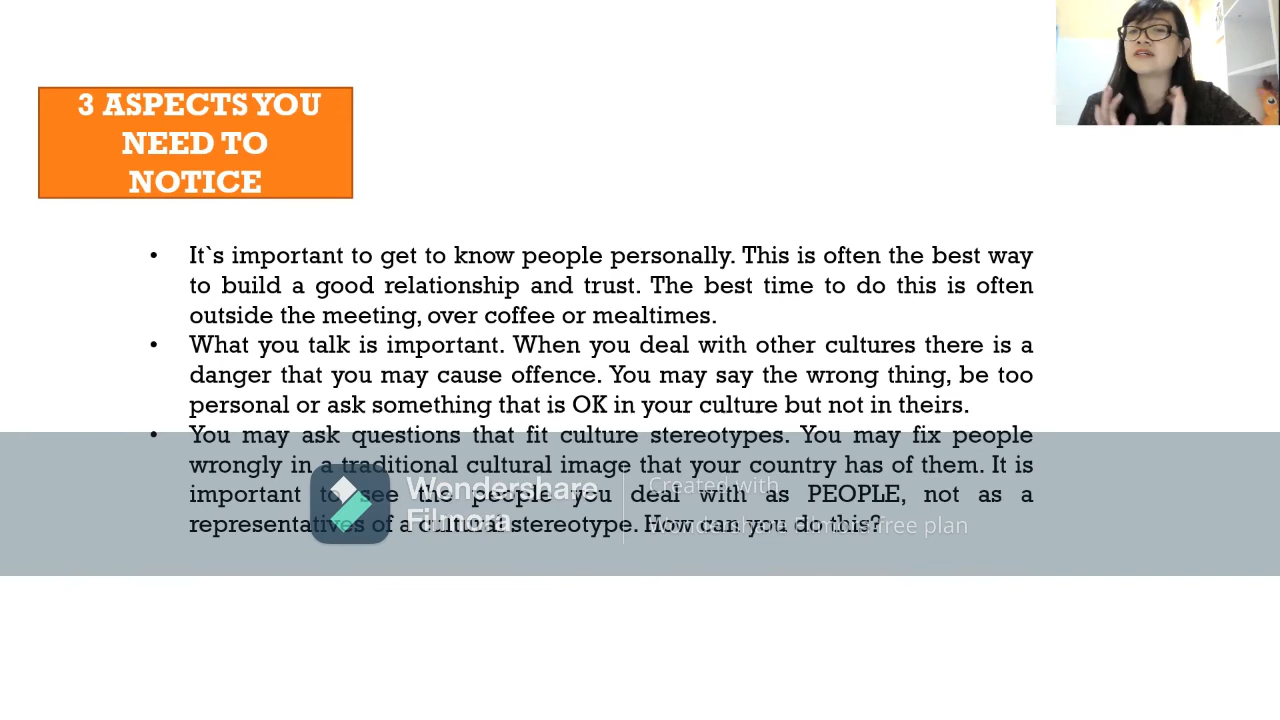 3 ASPECTS YOU
NEED TO
NOTICE
• It`s important to get to know people personally. This is often the best way
to build a good relationship and trust. The best time to do this is often
outside the meeting, over coffee or mealtimes.
• What you talk is important. When you deal with other cultures there is a
danger that you may cause offence. You may say the wrong thing, be too
personal or ask something that is OK in your culture but not in theirs.
• You may ask questions that fit culture stereotypes. You may fix people
wrongly in a traditional cultural image that your country has of them. It is
important to see the people you deal with as PEOPLE, not as a
representatives of a cultural stereotype. How can you do this?
Wondershare
Filmora
Created with
Wondershare Filmora free plan